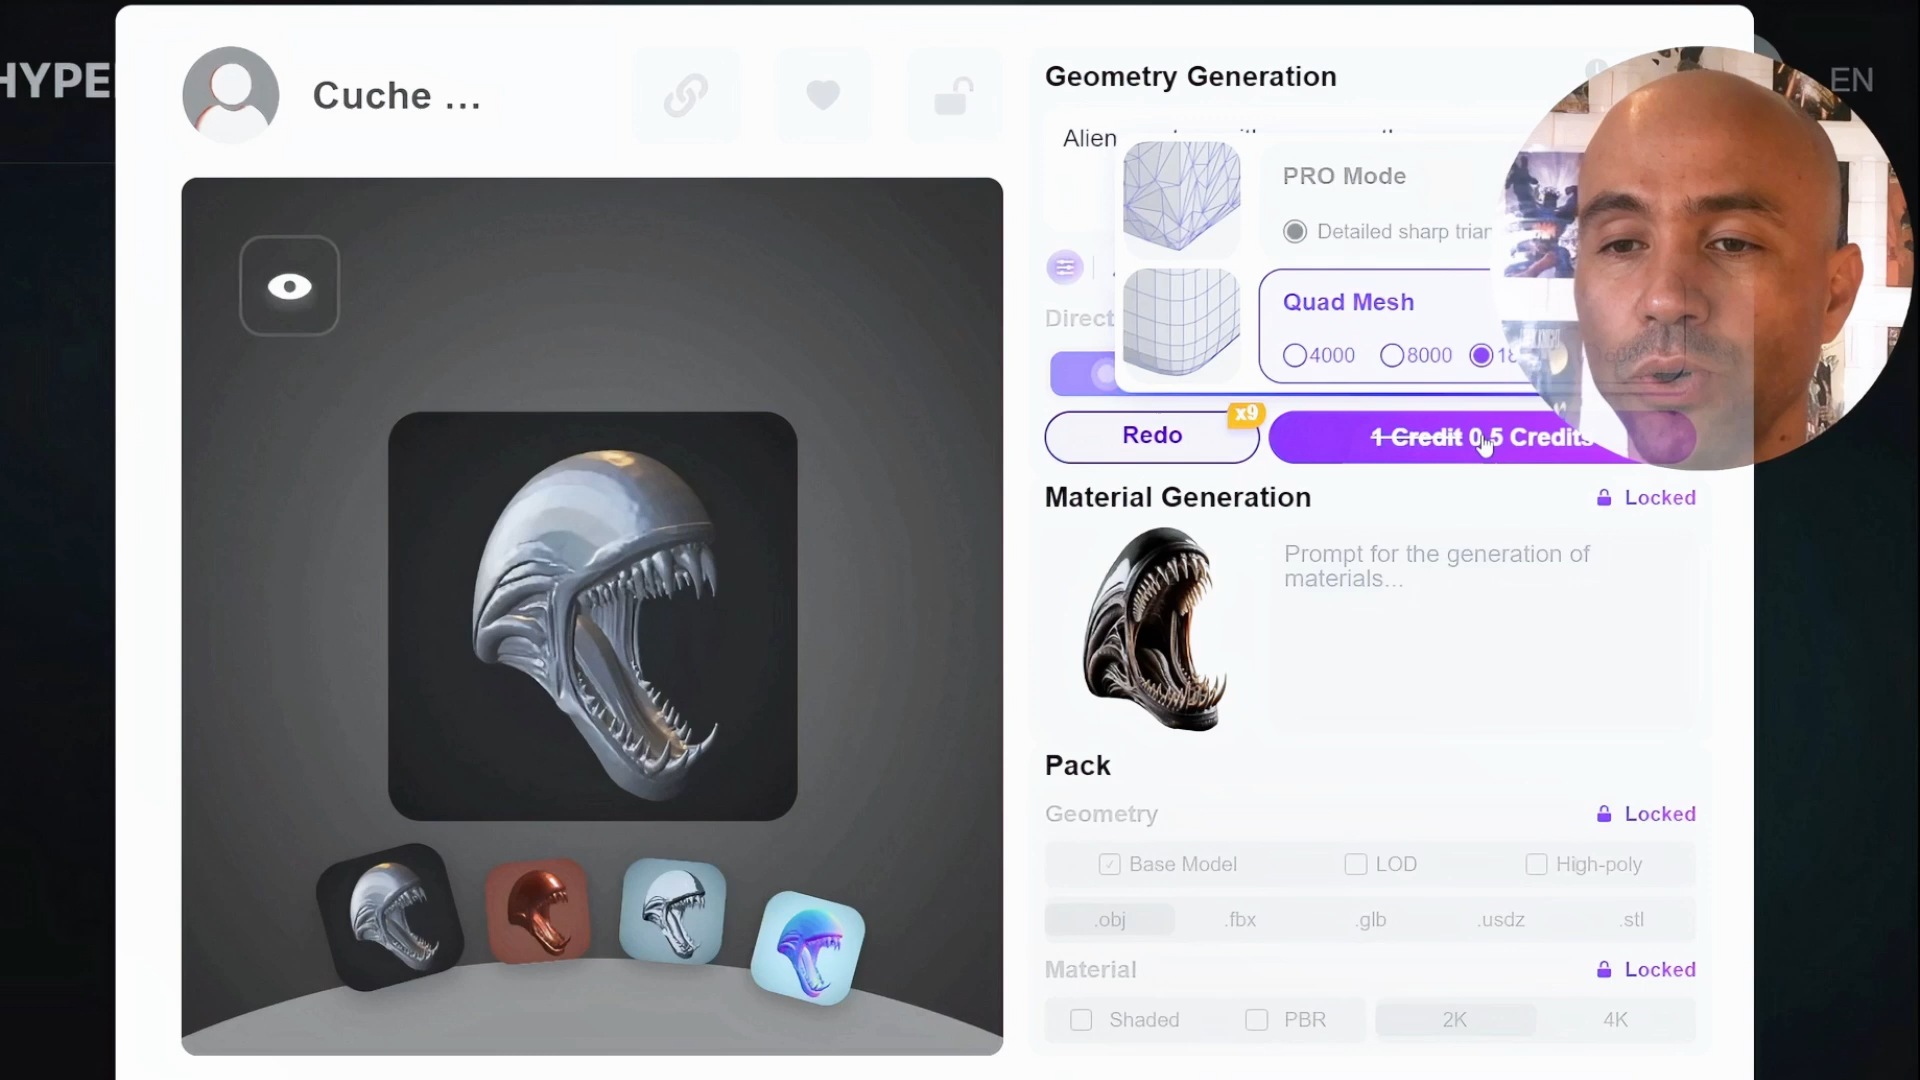 HYPE
Cuche ...
EN
Geometry Generation
Alien
PRO Mode
Detailed sharp trian
Direct
Quad Mesh
4000
8000
18
Redo
x9
1 Credit 0.5 Credits
Material Generation
Locked
Prompt for the generation of
materials...
Pack
Geometry
Locked
Base Model
LOD
High-poly
.obj
.fbx
.glb
.usdz
.stl
Material
Locked
Shaded
PBR
2K
4K